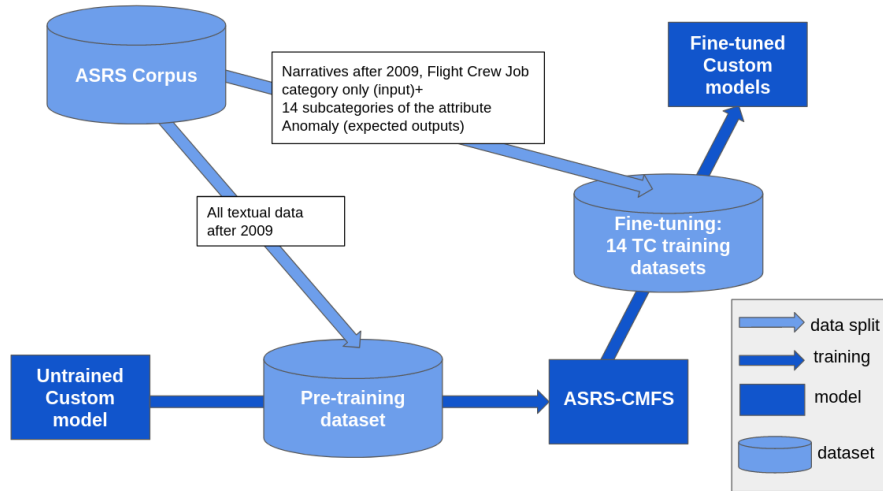 ASRS Corpus
Narratives after 2009, Flight Crew Job
category only (input)+
14 subcategories of the attribute
Anomaly (expected outputs)
Fine-tuned
Custom
models
All textual data
after 2009
Fine-tuning:
14 TC training
datasets
Untrained
Custom
model
Pre-training
dataset
ASRS-CMFS
data split
training
model
dataset